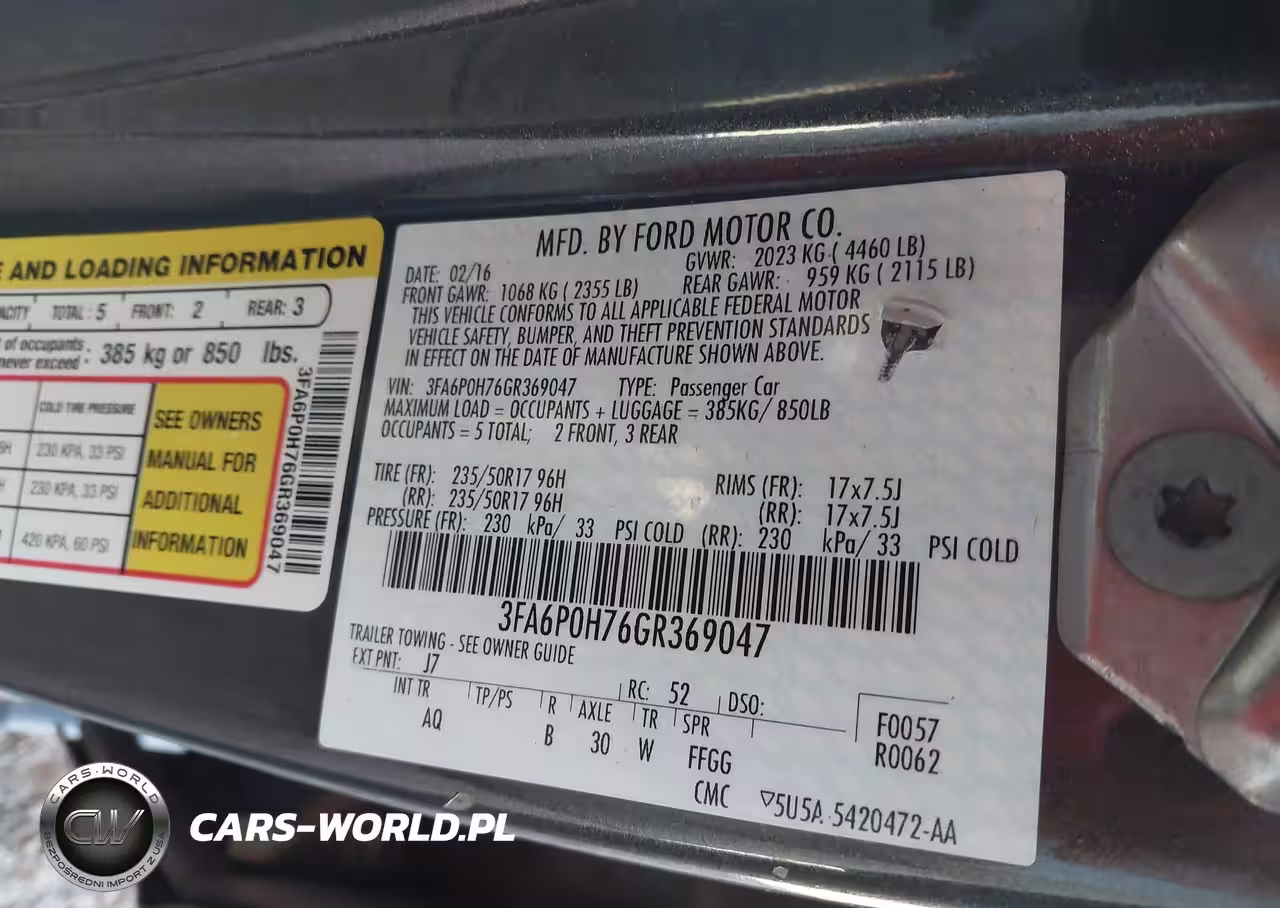 E AND LOADING INFORMATION
ACITY TOTAL: 5 FRONT: 2 REAR: 3
t of occupants
never exceed : 385 kg or 850 lbs.
COLD TIRE PRESSURE
230 KPA, 33 PSI
230 KPA, 33 PSI
420 KPA, 60 PSI
SEE OWNERS
MANUAL FOR
ADDITIONAL
INFORMATION
3FA6P0H76GR369047
MFD. BY FORD MOTOR CO.
DATE: 02/16 GVWR: 2023 KG ( 4460 LB)
FRONT GAWR: 1068 KG ( 2355 LB) REAR GAWR: 959 KG ( 2115 LB)
THIS VEHICLE CONFORMS TO ALL APPLICABLE FEDERAL MOTOR
VEHICLE SAFETY, BUMPER, AND THEFT PREVENTION STANDARDS
IN EFFECT ON THE DATE OF MANUFACTURE SHOWN ABOVE.
VIN: 3FA6P0H76GR369047 TYPE: Passenger Car
MAXIMUM LOAD = OCCUPANTS + LUGGAGE = 385KG/ 850LB
OCCUPANTS = 5 TOTAL; 2 FRONT, 3 REAR
TIRE (FR): 235/50R17 96H RIMS (FR): 17x7.5J
(RR): 235/50R17 96H (RR): 17x7.5J
PRESSURE (FR): 230 kPa/ 33 PSI COLD (RR): 230 kPa/ 33 PSI COLD
3FA6P0H76GR369047
TRAILER TOWING - SEE OWNER GUIDE
EXT PNT: J7 RC: 52 DSO:
INT TR TP/PS R AXLE TR SPR
AQ B 30 W FFGG
CMC
F0057
R0062
5U5A 5420472-AA
CARS-WORLD
CW
BEZPOŚREDNI IMPORT Z USA
CARS-WORLD.PL